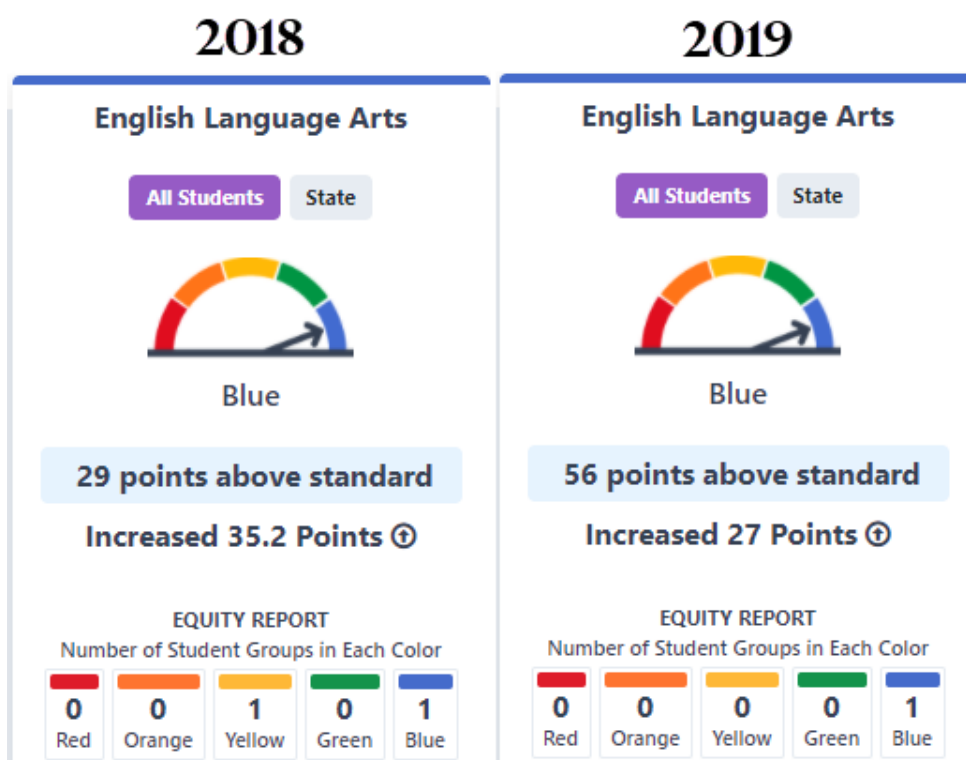 2018
English Language Arts
All Students State
Blue
29 points above standard
Increased 35.2 Points
EQUITY REPORT
Number of Student Groups in Each Color
0 0 1 0 1
Red Orange Yellow Green Blue
2019
English Language Arts
All Students State
Blue
56 points above standard
Increased 27 Points
EQUITY REPORT
Number of Student Groups in Each Color
0 0 0 0 1
Red Orange Yellow Green Blue